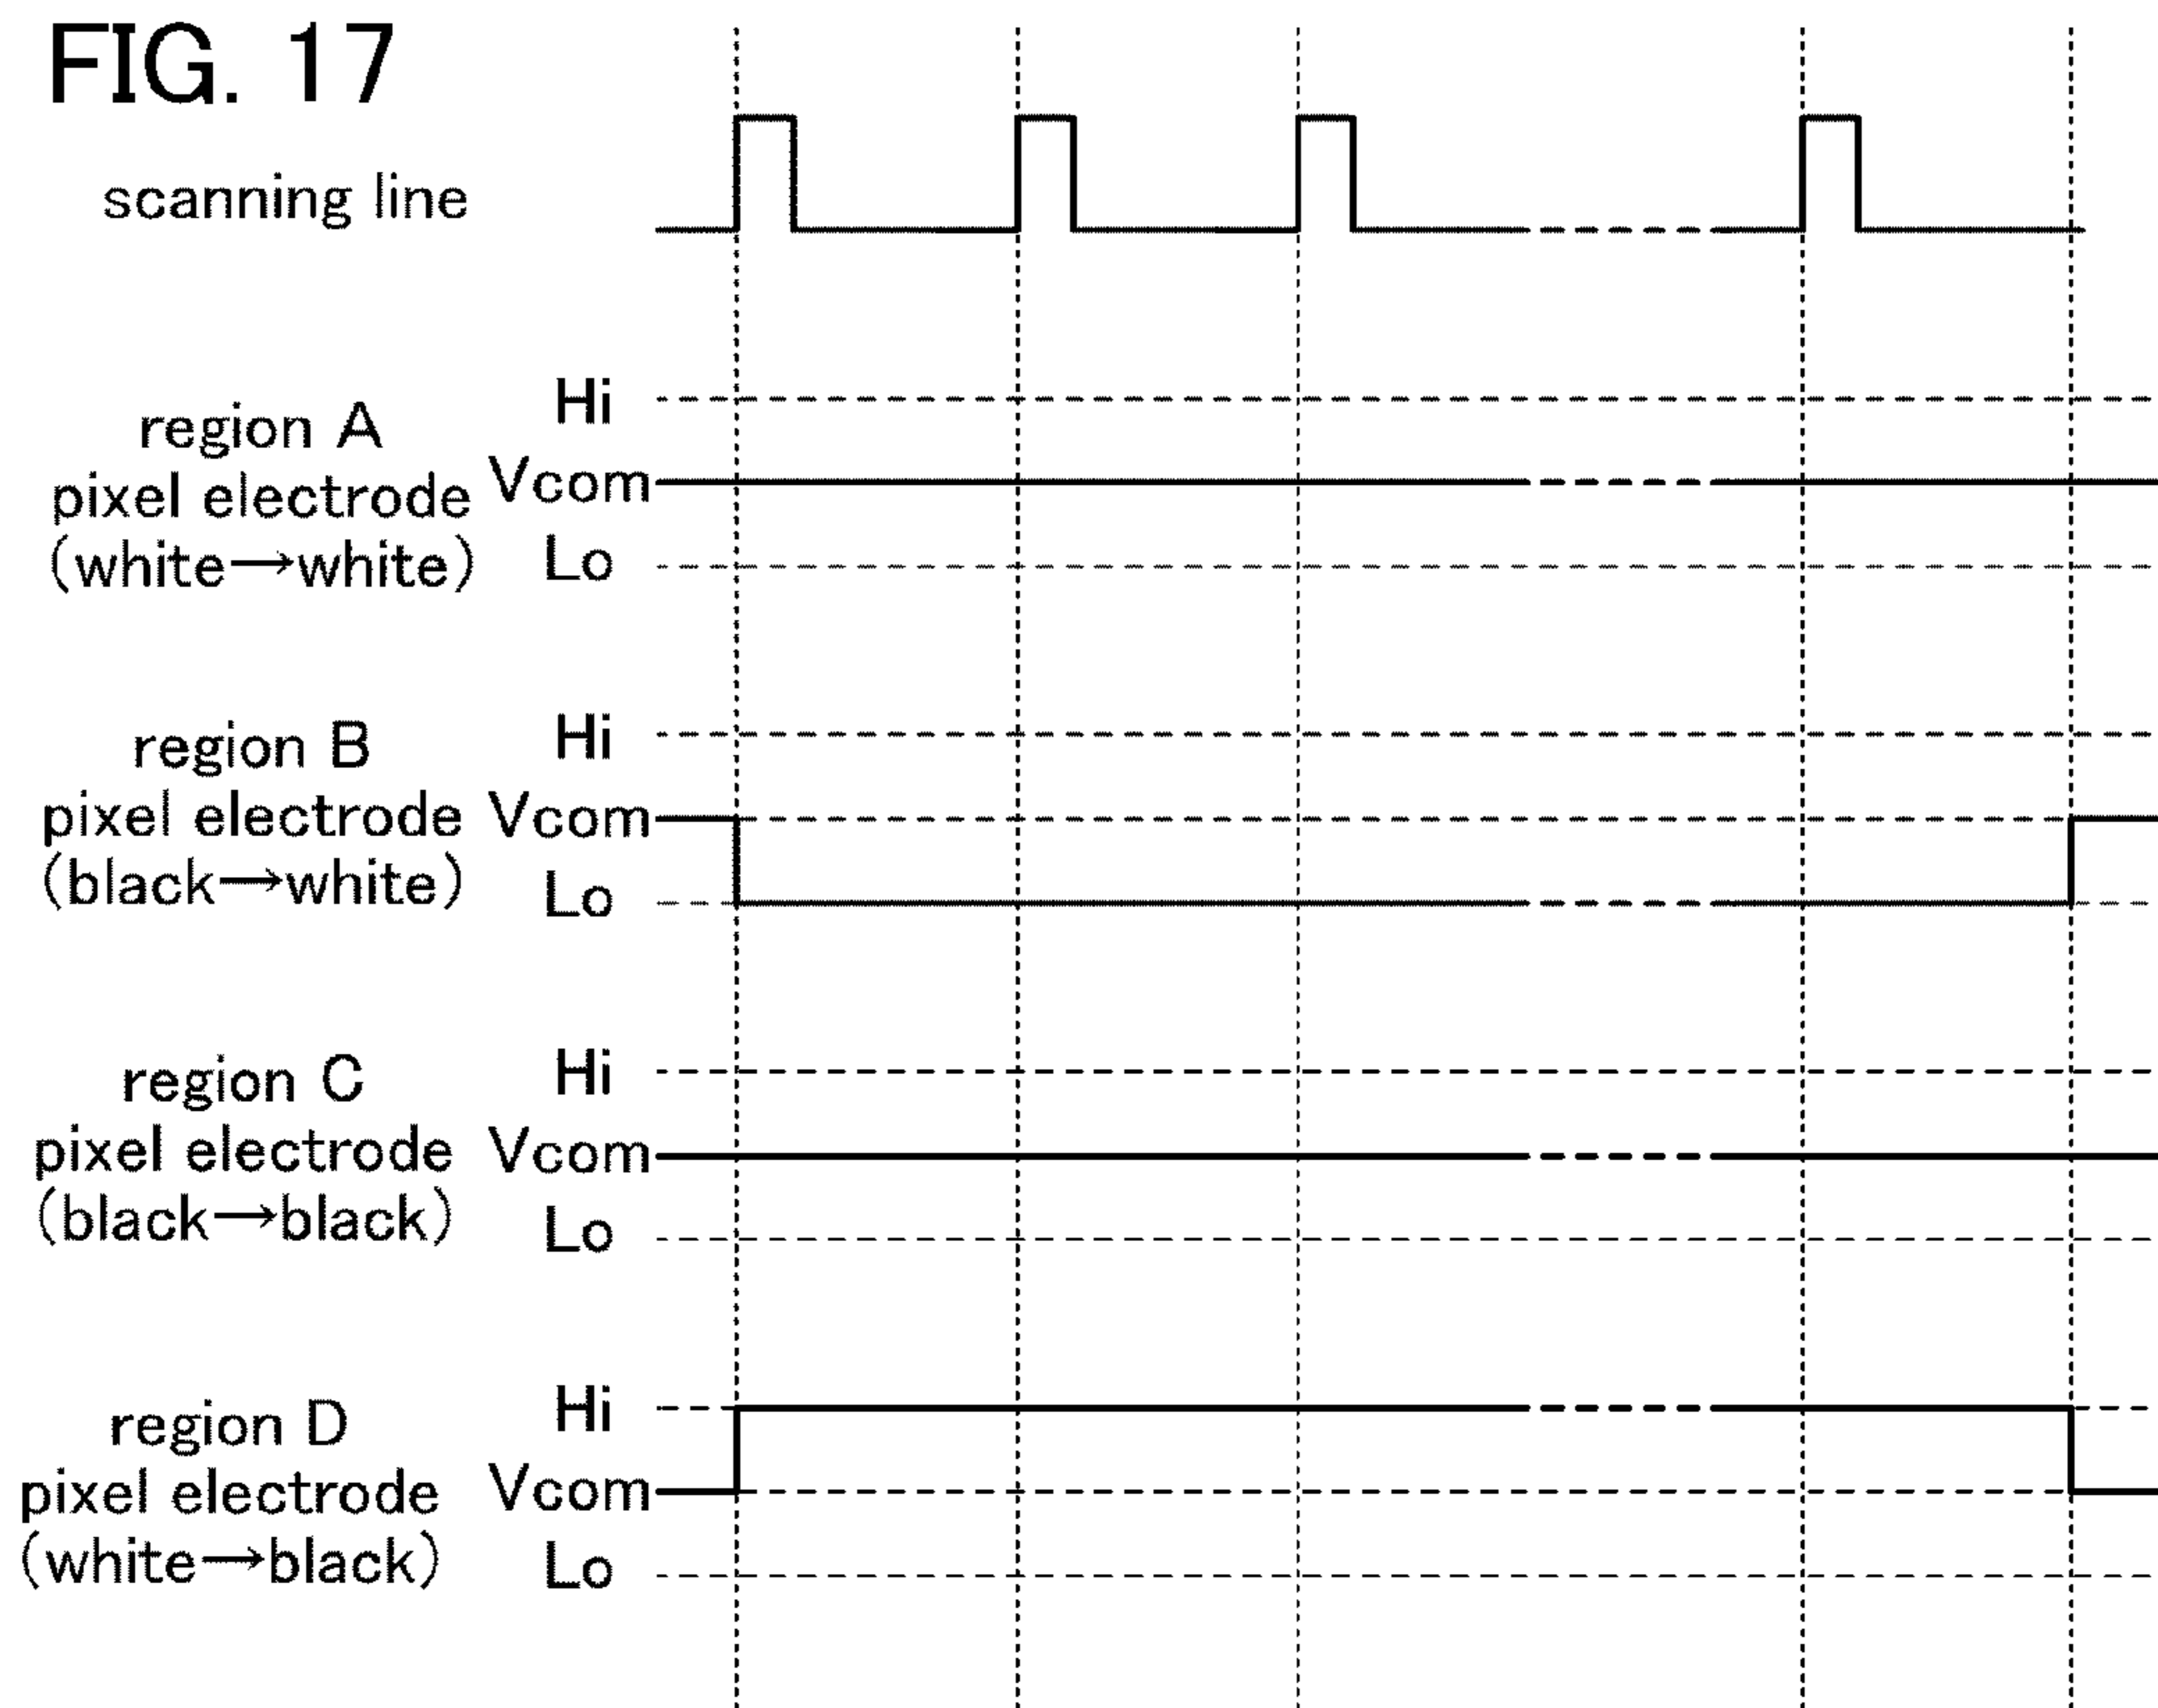 FIG. 17
scanning line
region A
pixel electrode
(white→white)
Hi
Vcom
Lo
region B
pixel electrode
(black→white)
Hi
Vcom
Lo
region C
pixel electrode
(black→black)
Hi
Vcom
Lo
region D
pixel electrode
(white→black)
Hi
Vcom
Lo